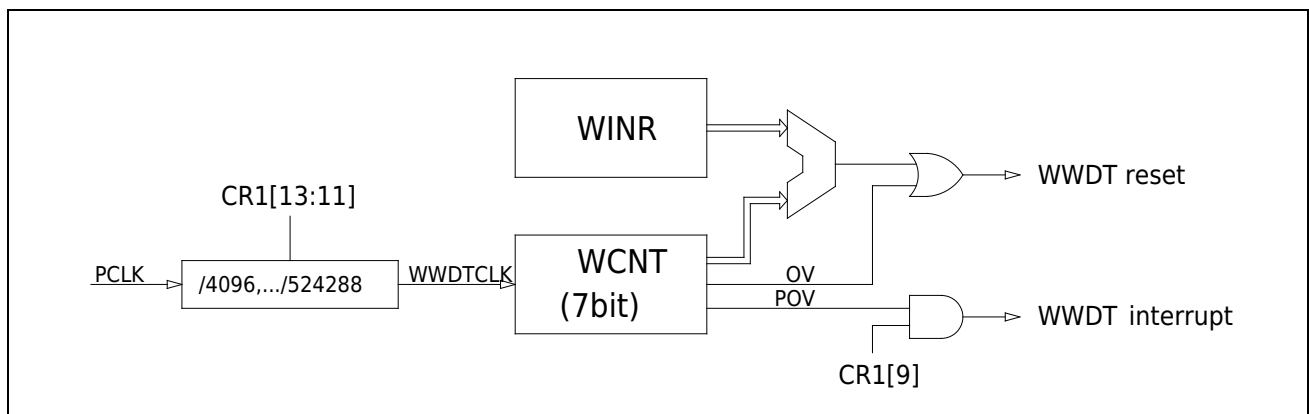 WINR
WWDT reset
CR1[13:11]
PCLK
/4096,.../524288
WWDTCLK
WCNT
(7bit)
OV
POV
WWDT interrupt
CR1[9]